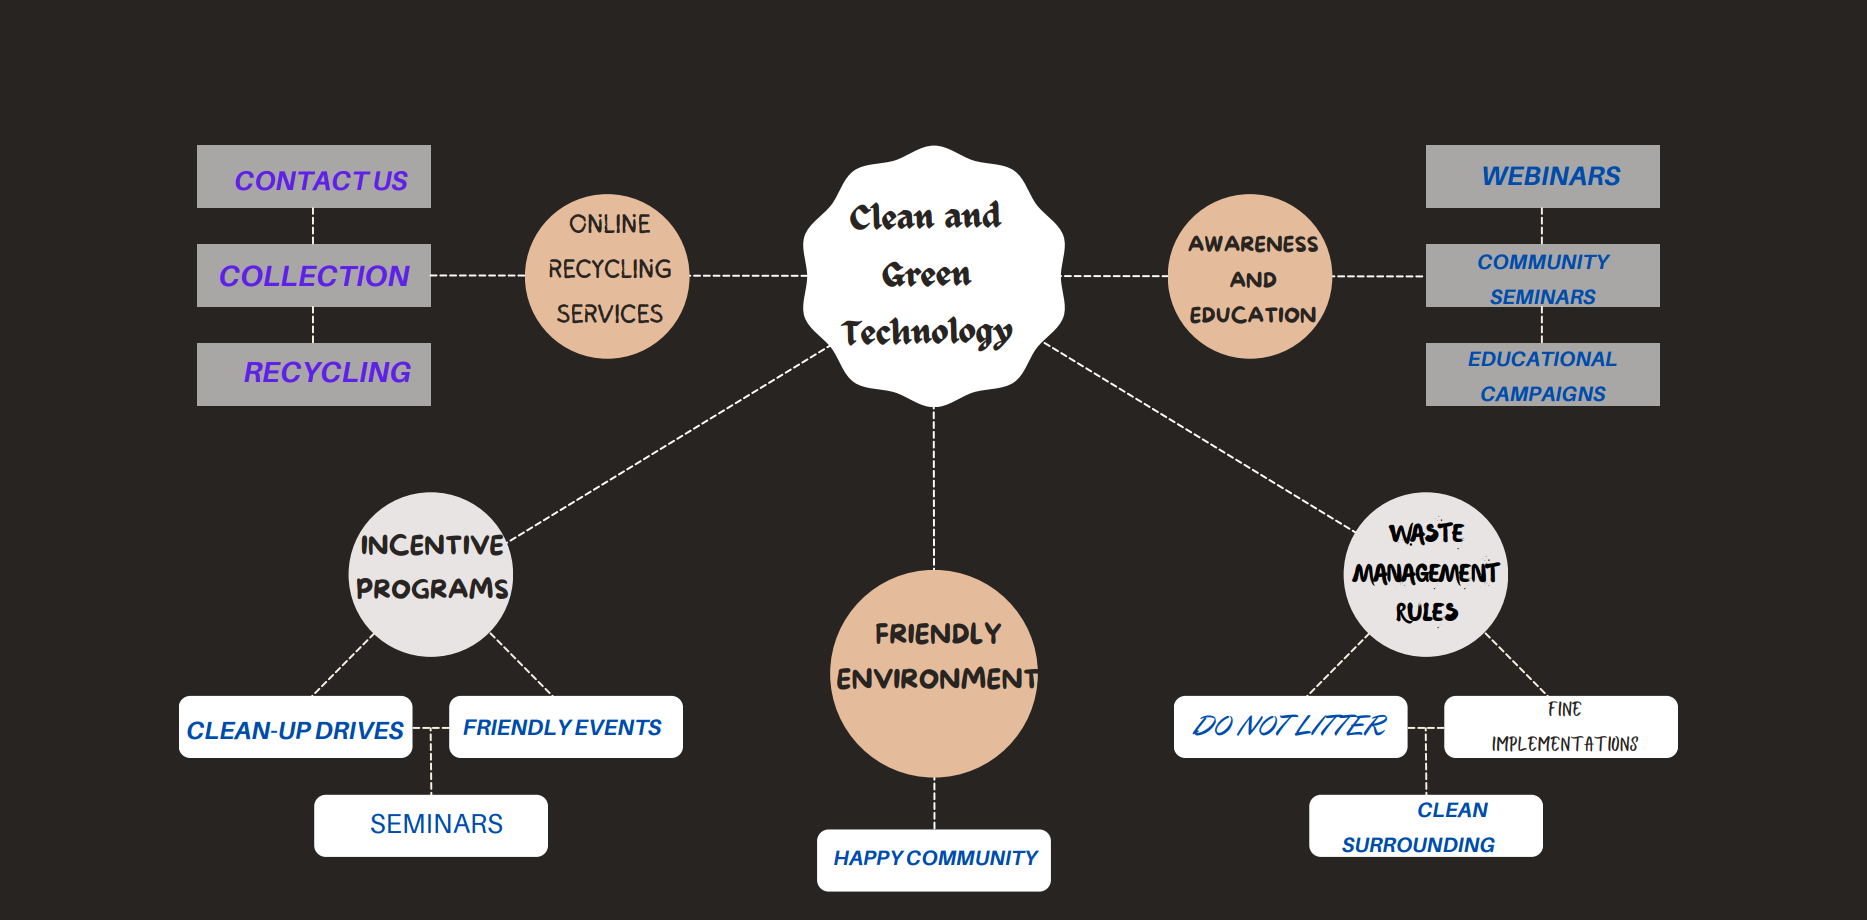 CONTACT US
COLLECTION
RECYCLING
ONLINE
RECYCLING
SERVICES
Clean and
Green
Technology
AWARENESS
AND
EDUCATION
WEBINARS
COMMUNITY
SEMINARS
EDUCATIONAL
CAMPAIGNS
INCENTIVE
PROGRAMS
CLEAN-UP DRIVES
FRIENDLY EVENTS
SEMINARS
FRIENDLY
ENVIRONMENT
HAPPY COMMUNITY
WASTE
MANAGEMENT
RULES
DO NOT LITTER
FINE
IMPLEMENTATIONS
CLEAN
SURROUNDING